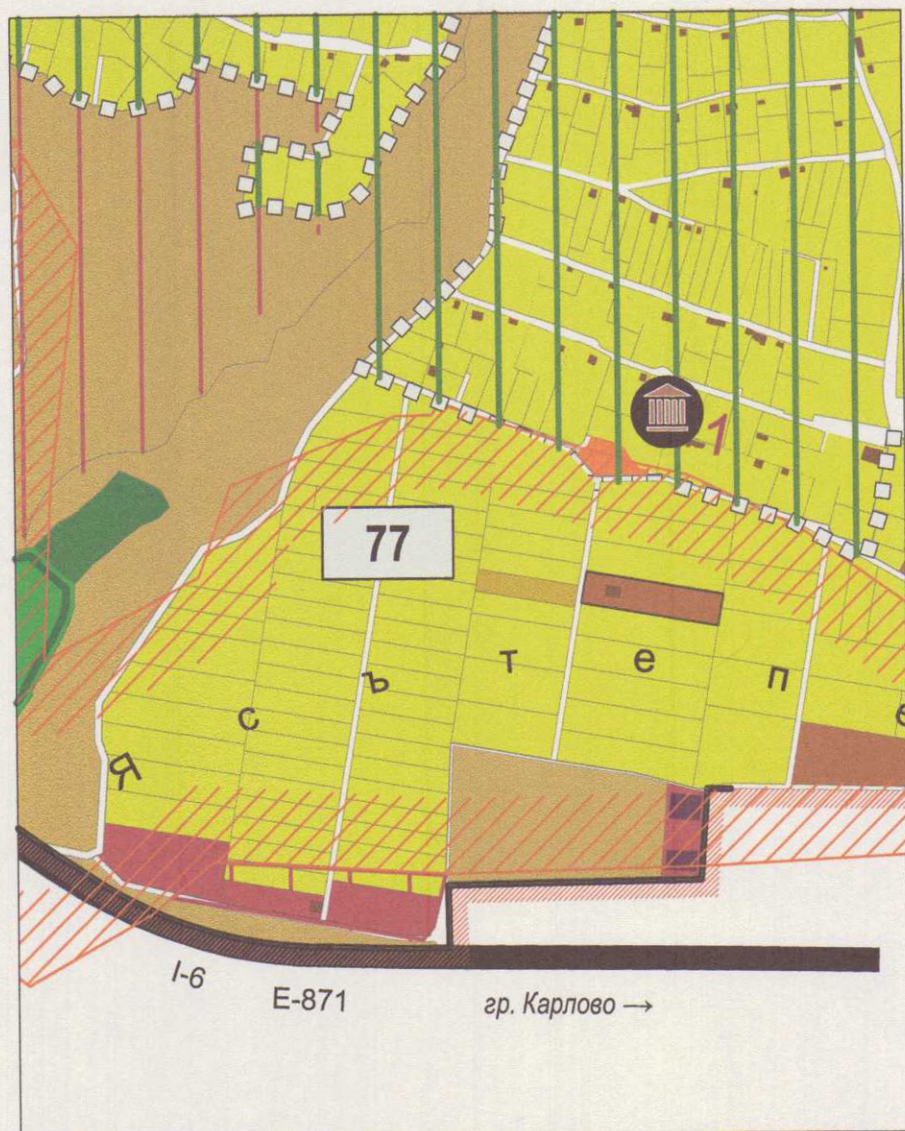 1
77
Я с ъ т е п е
I-6
E-871
гр. Карлово →